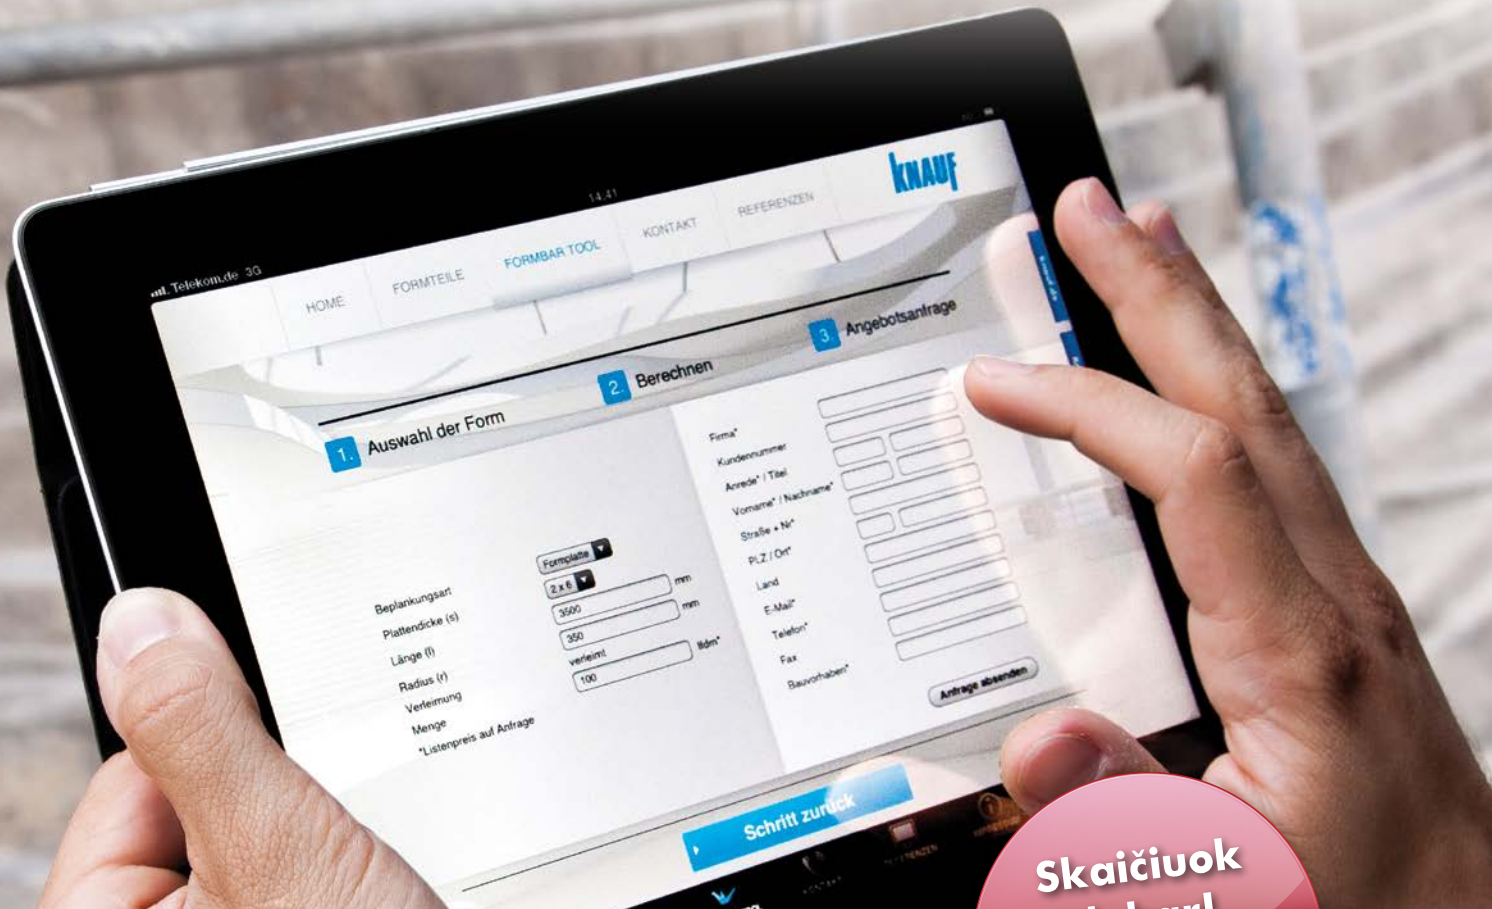 14:41
Telekom.de 3G
HOME
FORMTEILE
FORMBAR TOOL
KONTAKT
REFERENZEN
KNAUF
1. Auswahl der Form
2. Berechnen
3. Angebotsanfrage
Beplankungsart Formplatte
Plattendicke (s) 2 x 6
Länge (l) 3500 mm
Radius (r) 350 mm
Verleimung verleimt
Menge 100 lfdm*
*Listenpreis auf Anfrage
Firma*
Kundennummer
Anrede* / Titel
Vorname* / Nachname*
Straße + Nr*
PLZ / Ort*
Land
E-Mail*
Telefon*
Fax
Bauvorhaben*
Anfrage absenden
Schritt zurück
KONTAKT
Skaičiuok